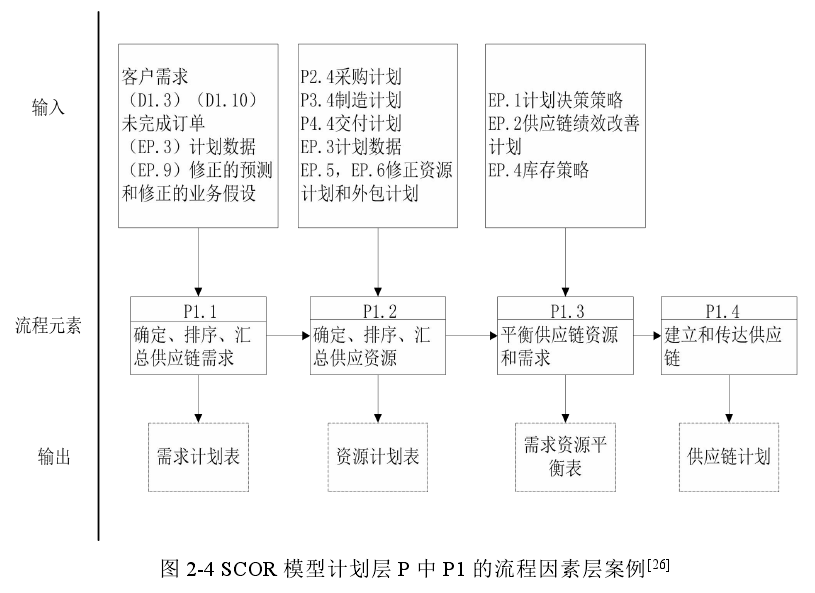 输入
客户需求
（D1.3）（D1.10）
未完成订单
（EP.3）计划数据
（EP.9）修正的预测
和修正的业务假设
P2.4采购计划
P3.4制造计划
P4.4交付计划
EP.3计划数据
EP.5，EP.6修正资源
计划和外包计划
EP.1计划决策策略
EP.2供应链绩效改善
计划
EP.4库存策略
流程元素
P1.1
确定、排序、汇
总供应链需求
P1.2
确定、排序、汇
总供应资源
P1.3
平衡供应链资源
和需求
P1.4
建立和传达供应
链
输出
需求计划表
资源计划表
需求资源平
衡表
供应链计划
图 2-4 SCOR 模型计划层 P 中 P1 的流程因素层案例[26]